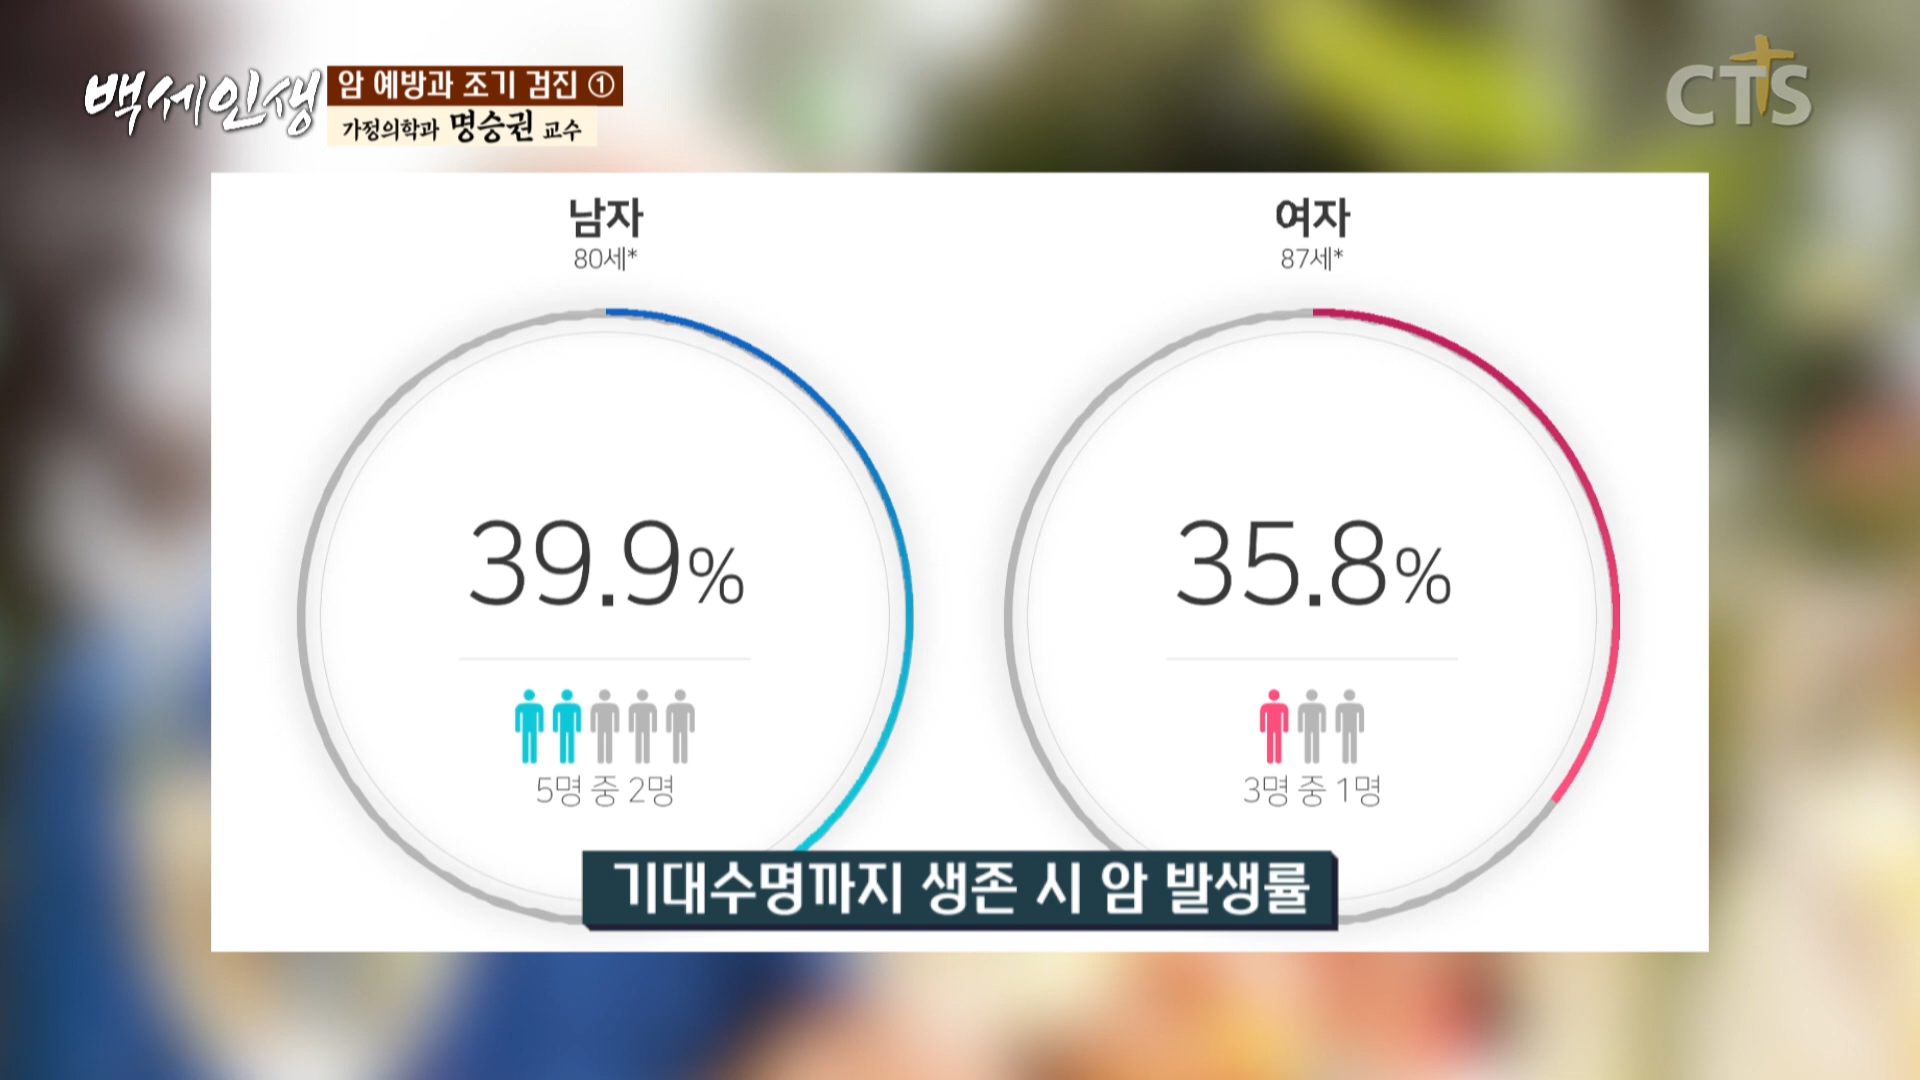 백세인생
암 예방과 조기 검진 ①
가정의학과 명승권 교수
CTS
남자
80세*
39.9%
5명 중 2명
여자
87세*
35.8%
3명 중 1명
기대수명까지 생존 시 암 발생률